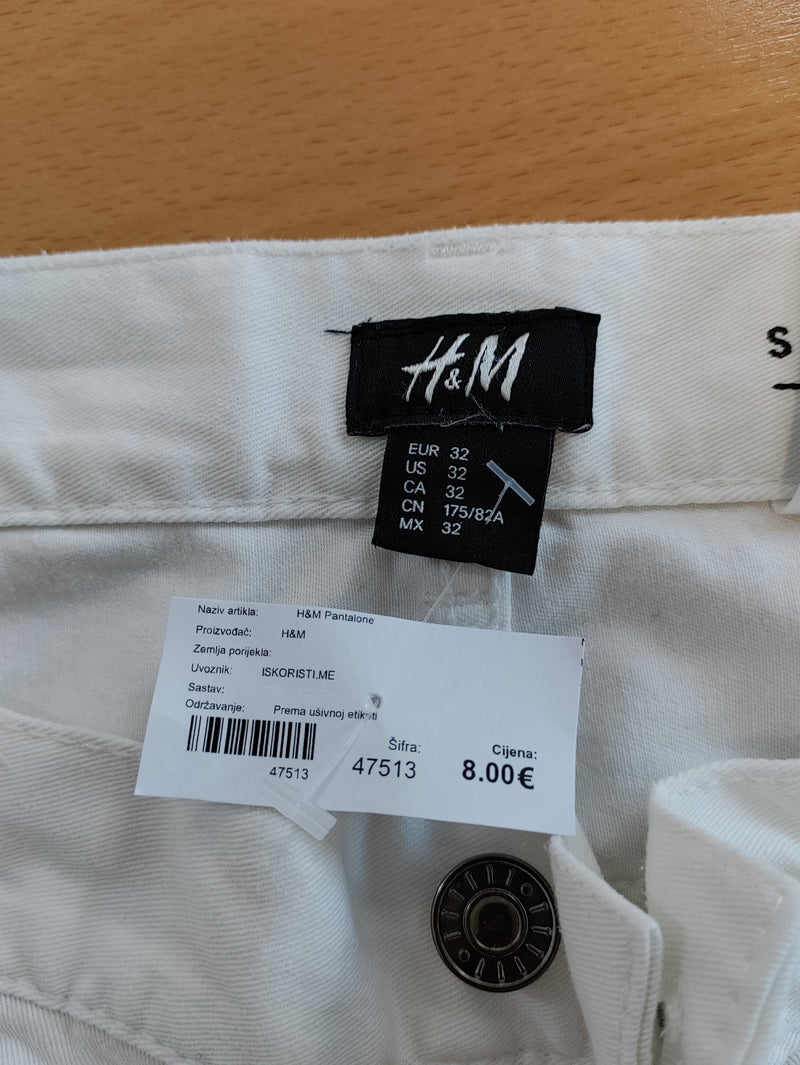 H&M
S
EUR 32
US 32
CA 32
CN 175/82A
MX 32
Naziv artikla: H&M Pantalone
Proizvođač: H&M
Zemlja porijekla:
Uvoznik: ISKORISTI.ME
Sastav:
Održavanje: Prema ušivnoj etiketi
47513
Šifra:
47513
Cijena:
8.00€